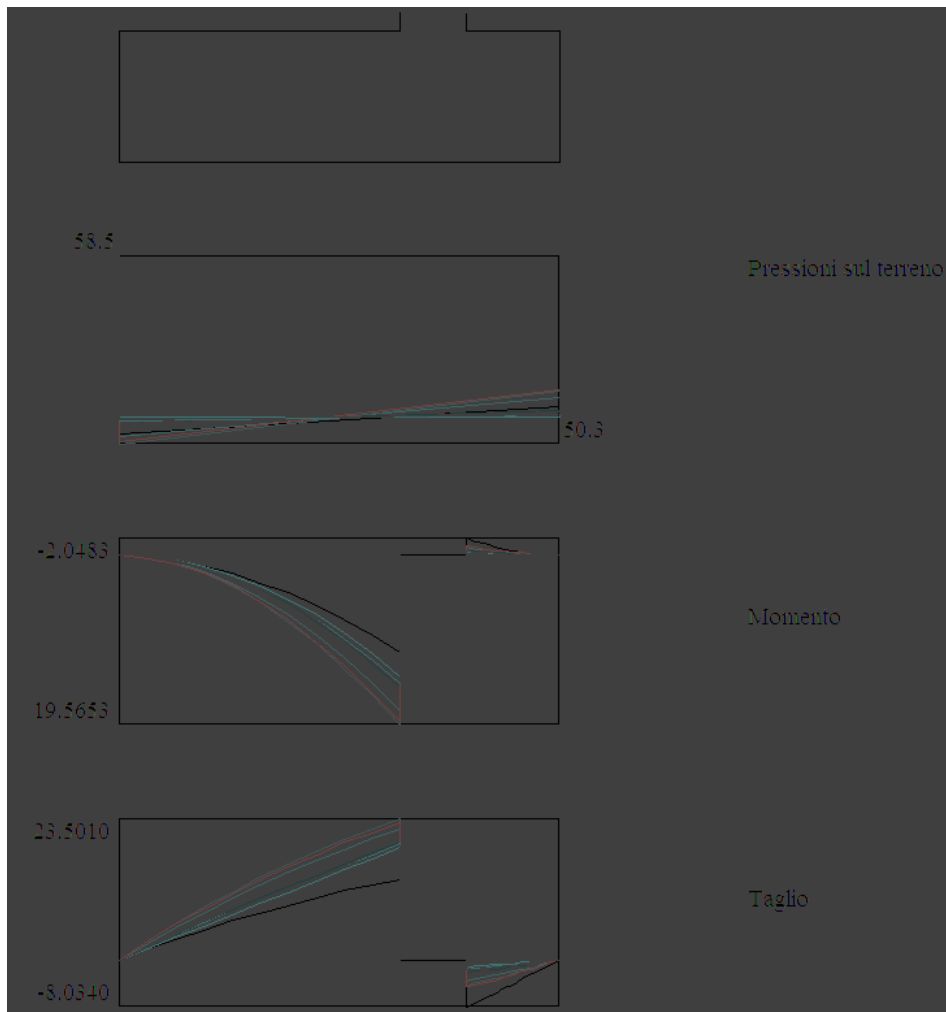 58.5
Pressioni sul terreno
50.3
-2.0483
Momento
19.5653
23.5010
Taglio
-8.0340